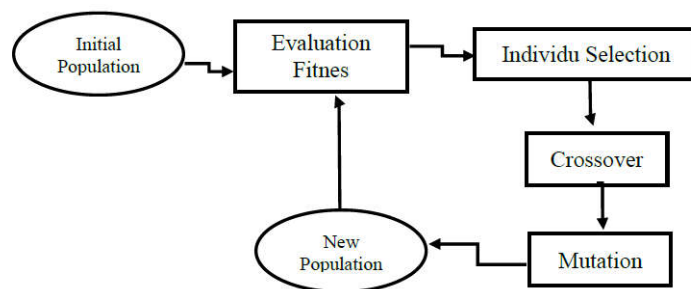 Initial
Population
Evaluation
Fitnes
Individu Selection
Crossover
Mutation
New
Population